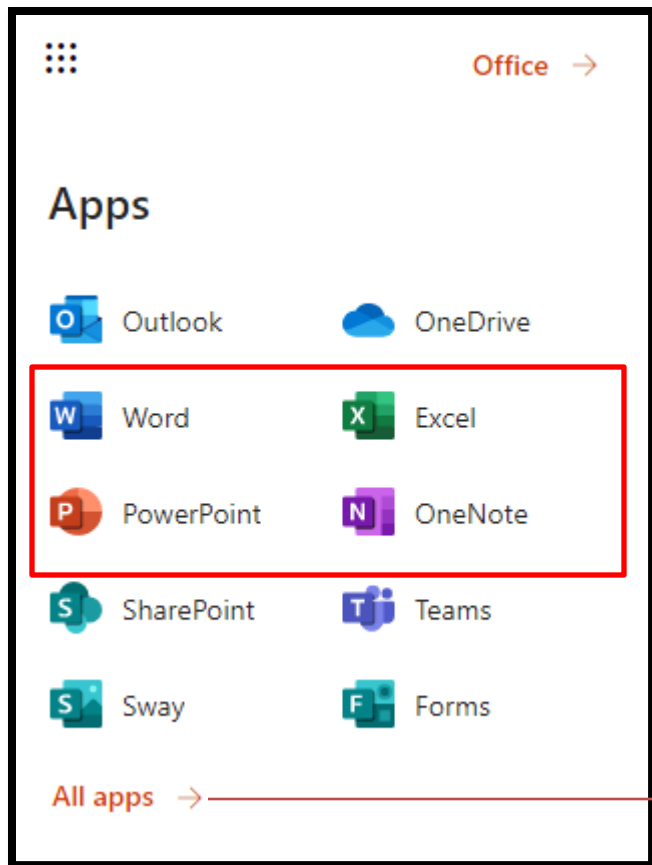 Office →
Apps
O Outlook
OneDrive
W Word
X Excel
P PowerPoint
N OneNote
S SharePoint
T Teams
S Sway
F Forms
All apps →